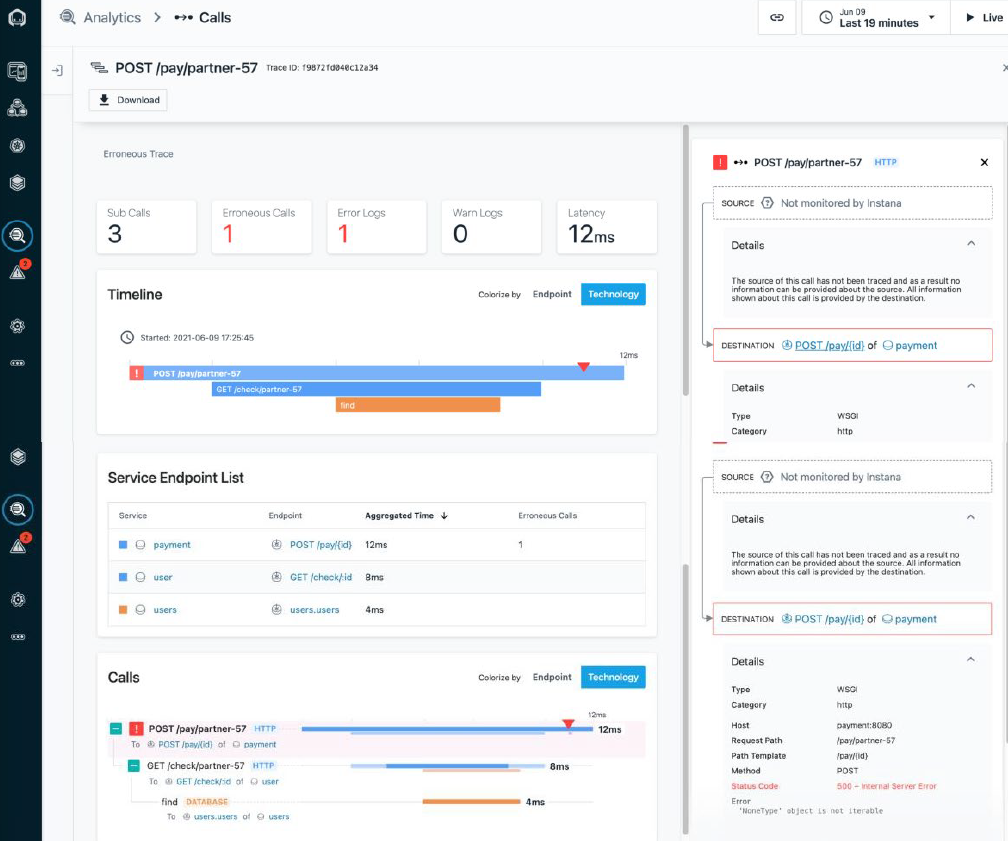 Analytics > Calls
Jun 09
Last 19 minutes
Live
POST /pay/partner-57 Trace ID: f9872fd040c12a34
Download
Erroneous Trace
Sub Calls
3
Erroneous Calls
1
Error Logs
1
Warn Logs
0
Latency
12ms
Timeline
Colorize by Endpoint Technology
Started: 2021-06-09 17:25:45
12ms
! POST /pay/partner-57
GET /check/partner-57
find
Service Endpoint List
Service Endpoint Aggregated Time ↓ Erroneous Calls
payment POST /pay/{id} 12ms 1
user GET /check/:id 8ms
users users.users 4ms
Calls
Colorize by Endpoint Technology
12ms
! POST /pay/partner-57 HTTP 12ms
To POST /pay/{id} of payment
GET /check/partner-57 HTTP 8ms
To GET /check/:id of user
find DATABASE 4ms
To users.users of users
! POST /pay/partner-57 HTTP
SOURCE Not monitored by Instana
Details
The source of this call has not been traced and as a result no
information can be provided about the source. All information
shown about this call is provided by the destination.
DESTINATION POST /pay/{id} of payment
Details
Type WSGI
Category http
SOURCE Not monitored by Instana
Details
The source of this call has not been traced and as a result no
information can be provided about the source. All information
shown about this call is provided by the destination.
DESTINATION POST /pay/{id} of payment
Details
Type WSGI
Category http
Host payment:8080
Request Path /pay/partner-57
Path Template /pay/{id}
Method POST
Status Code 500 – Internal Server Error
Error
'NoneType' object is not iterable